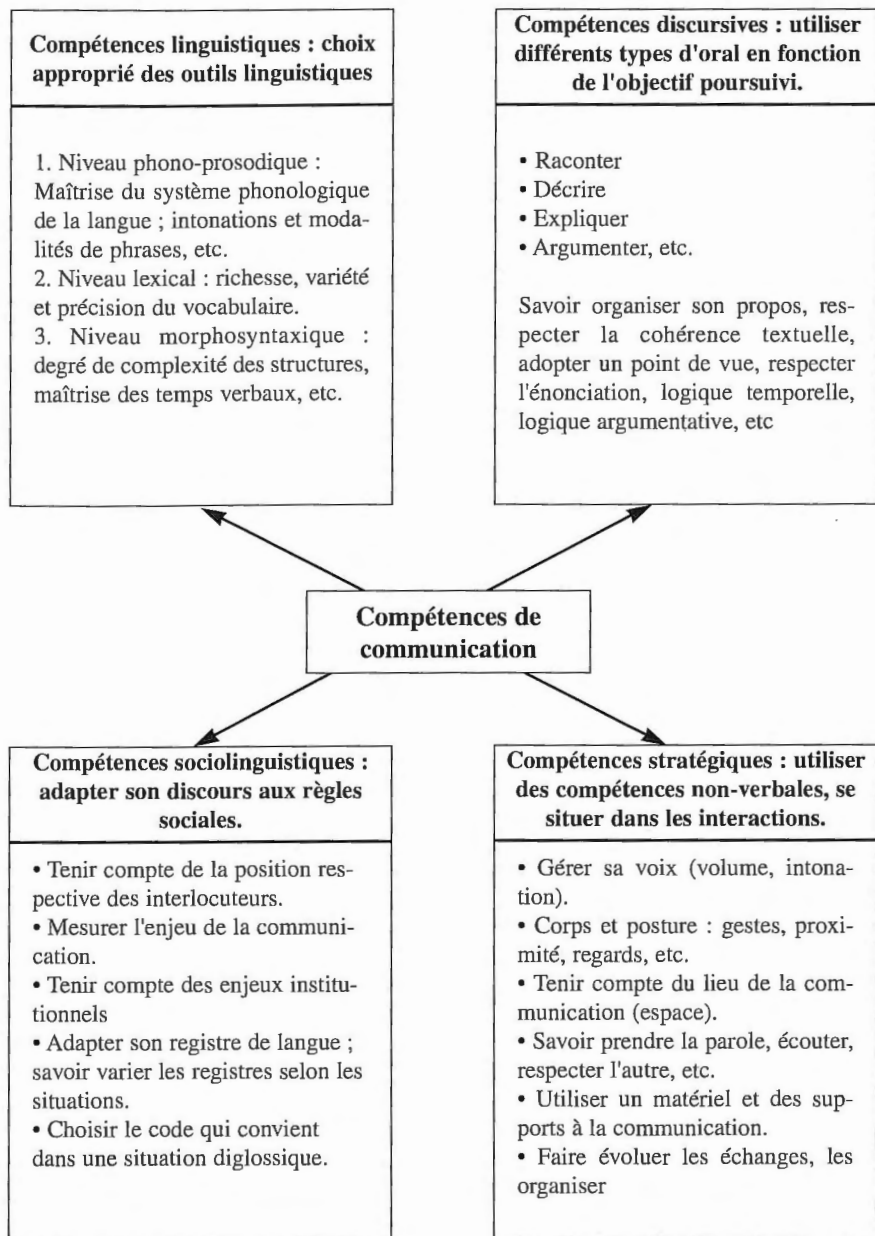 Compétences linguistiques : choix
approprié des outils linguistiques
1. Niveau phono-prosodique :
Maîtrise du système phonologique
de la langue ; intonations et moda-
lités de phrases, etc.
2. Niveau lexical : richesse, variété
et précision du vocabulaire.
3. Niveau morphosyntaxique :
degré de complexité des structures,
maîtrise des temps verbaux, etc.
Compétences discursives : utiliser
différents types d'oral en fonction
de l'objectif poursuivi.
• Raconter
• Décrire
• Expliquer
• Argumenter, etc.
Savoir organiser son propos, res-
pecter la cohérence textuelle,
adopter un point de vue, respecter
l'énonciation, logique temporelle,
logique argumentative, etc
Compétences de
communication
Compétences sociolinguistiques :
adapter son discours aux règles
sociales.
• Tenir compte de la position res-
pective des interlocuteurs.
• Mesurer l'enjeu de la communi-
cation.
• Tenir compte des enjeux institu-
tionnels
• Adapter son registre de langue ;
savoir varier les registres selon les
situations.
• Choisir le code qui convient
dans une situation diglossique.
Compétences stratégiques : utiliser
des compétences non-verbales, se
situer dans les interactions.
• Gérer sa voix (volume, intona-
tion).
• Corps et posture : gestes, proxi-
mité, regards, etc.
• Tenir compte du lieu de la com-
munication (espace).
• Savoir prendre la parole, écouter,
respecter l'autre, etc.
• Utiliser un matériel et des sup-
ports à la communication.
• Faire évoluer les échanges, les
organiser